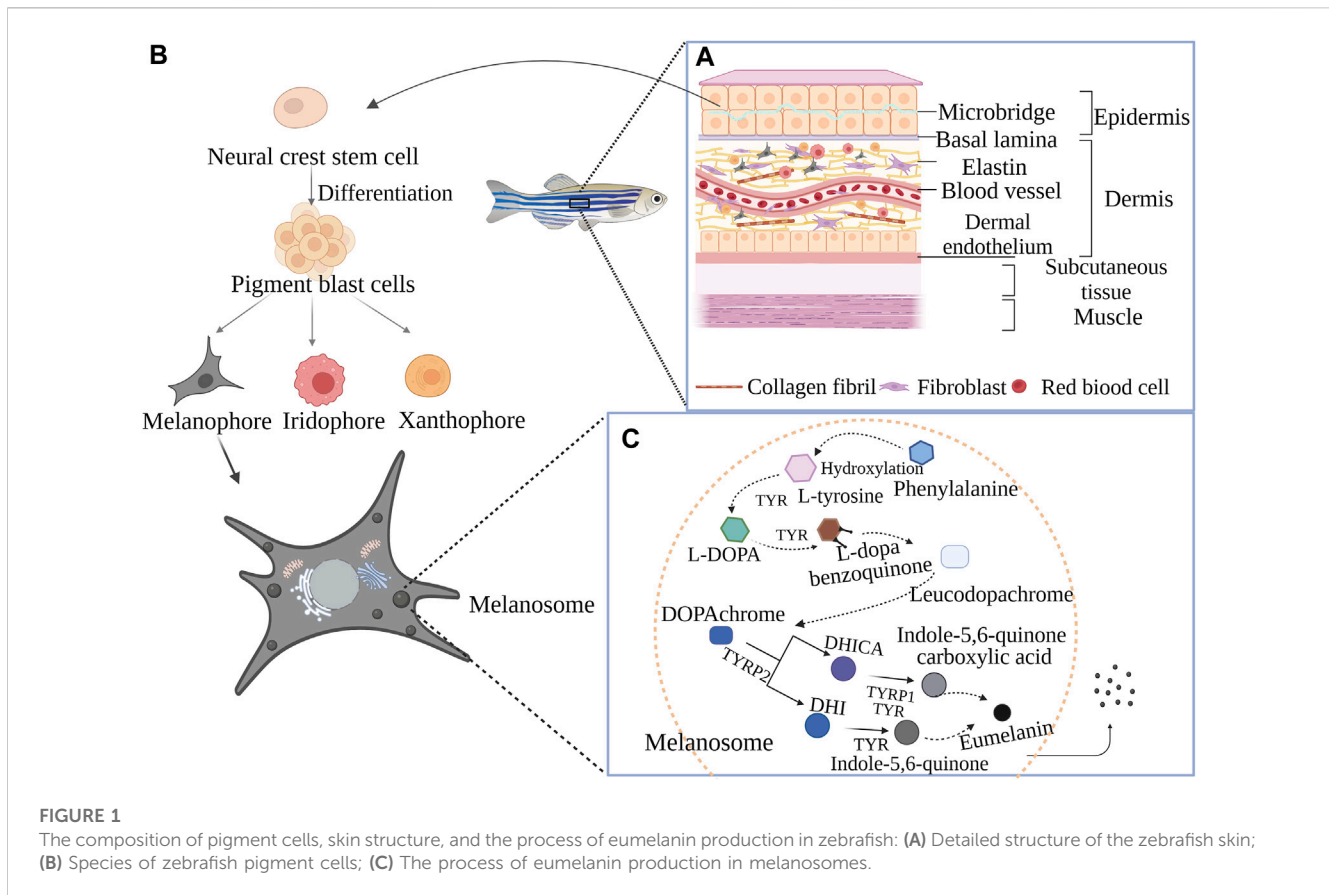 B
Neural crest stem cell
Differentiation
Pigment blast cells
Melanophore
Iridophore
Xanthophore
Melanosome
A
Microbridge
Epidermis
Basal lamina
Elastin
Blood vessel
Dermis
Dermal
endothelium
Subcutaneous
tissue
Muscle
Collagen fibril
Fibroblast
Red biood cell
C
Hydroxylation
Phenylalanine
TYR
L-tyrosine
TYR
L-DOPA
L-dopa
benzoquinone
Leucodopachrome
DOPAchrome
TYRP2
DHICA
Indole-5,6-quinone
carboxylic acid
TYRP1
TYR
DHI
TYR
Indole-5,6-quinone
Eumelanin
Melanosome
FIGURE 1
The composition of pigment cells, skin structure, and the process of eumelanin production in zebrafish: (A) Detailed structure of the zebrafish skin;
(B) Species of zebrafish pigment cells; (C) The process of eumelanin production in melanosomes.